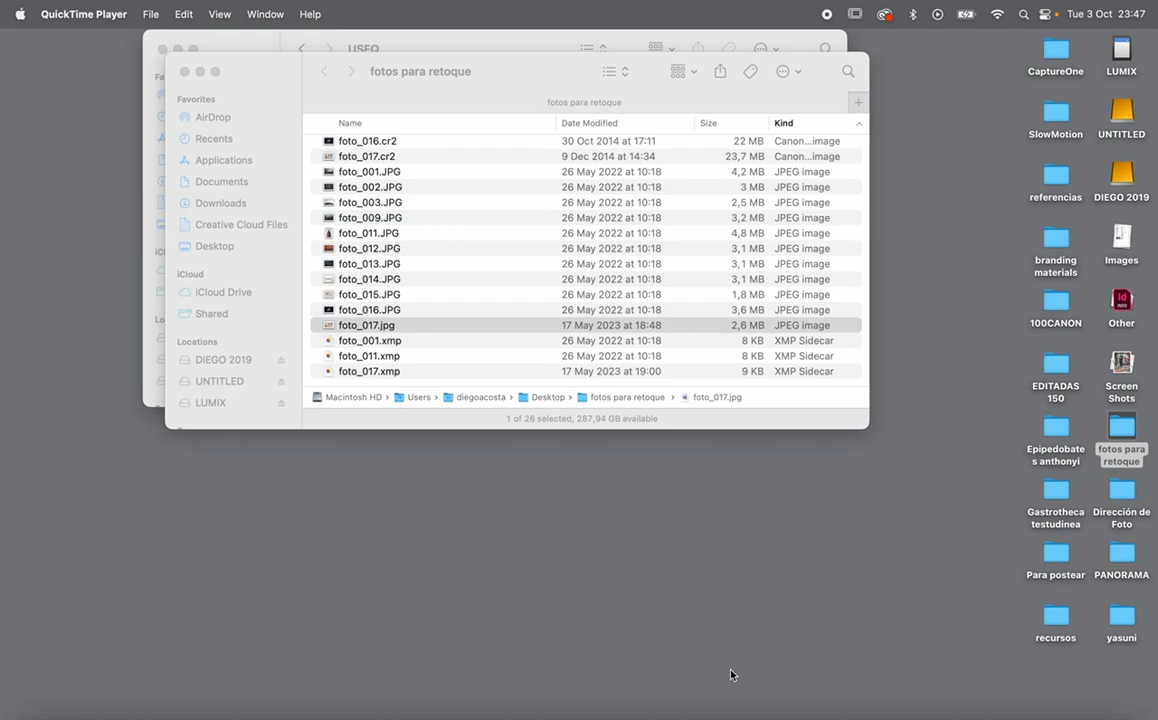 QuickTime Player File Edit View Window Help Tue 3 Oct 23:47
USFQ
fotos para retoque
fotos para retoque
Favorites
AirDrop
Recents
Applications
Documents
Downloads
Creative Cloud Files
Desktop
iCloud
iCloud Drive
Shared
Locations
DIEGO 2019
UNTITLED
LUMIX
Name Date Modified Size Kind
foto_016.cr2 30 Oct 2014 at 17:11 22 MB Canon...image
foto_017.cr2 9 Dec 2014 at 14:34 23,7 MB Canon...image
foto_001.JPG 26 May 2022 at 10:18 4,2 MB JPEG image
foto_002.JPG 26 May 2022 at 10:18 3 MB JPEG image
foto_003.JPG 26 May 2022 at 10:18 2,5 MB JPEG image
foto_009.JPG 26 May 2022 at 10:18 3,2 MB JPEG image
foto_011.JPG 26 May 2022 at 10:18 4,8 MB JPEG image
foto_012.JPG 26 May 2022 at 10:18 3,1 MB JPEG image
foto_013.JPG 26 May 2022 at 10:18 3,1 MB JPEG image
foto_014.JPG 26 May 2022 at 10:18 3,1 MB JPEG image
foto_015.JPG 26 May 2022 at 10:18 1,8 MB JPEG image
foto_016.JPG 26 May 2022 at 10:18 3,6 MB JPEG image
foto_017.jpg 17 May 2023 at 18:48 2,6 MB JPEG image
foto_001.xmp 26 May 2022 at 10:18 8 KB XMP Sidecar
foto_011.xmp 26 May 2022 at 10:18 8 KB XMP Sidecar
foto_017.xmp 17 May 2023 at 19:00 9 KB XMP Sidecar
Macintosh HD › Users › diegoacosta › Desktop › fotos para retoque › foto_017.jpg
1 of 26 selected, 287,94 GB available
CaptureOne
LUMIX
SlowMotion
UNTITLED
referencias
DIEGO 2019
branding
materials
Images
100CANON
Other
EDITADAS
150
Screen
Shots
Epipedobate
s anthonyi
fotos para
retoque
Gastrotheca
testudinea
Dirección de
Foto
Para postear
PANORAMA
recursos
yasuni